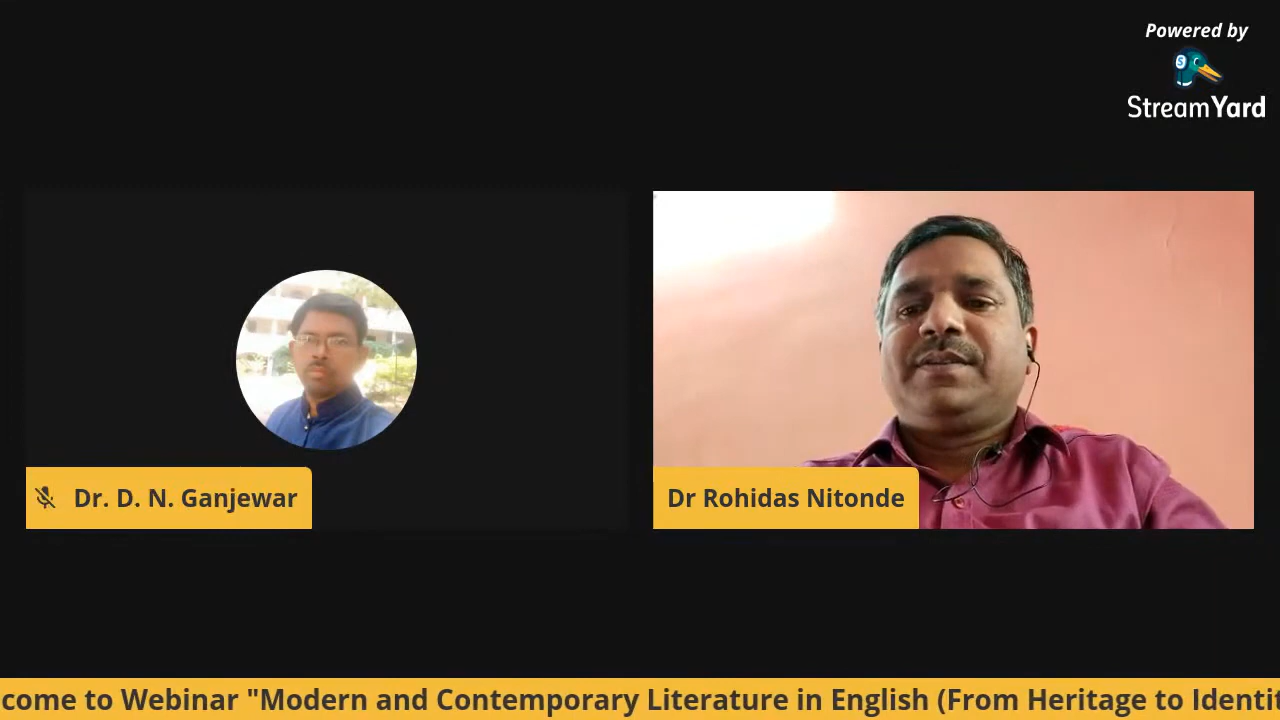 Powered by
S
StreamYard
Dr. D. N. Ganjewar
Dr Rohidas Nitonde
come to Webinar "Modern and Contemporary Literature in English (From Heritage to Identit